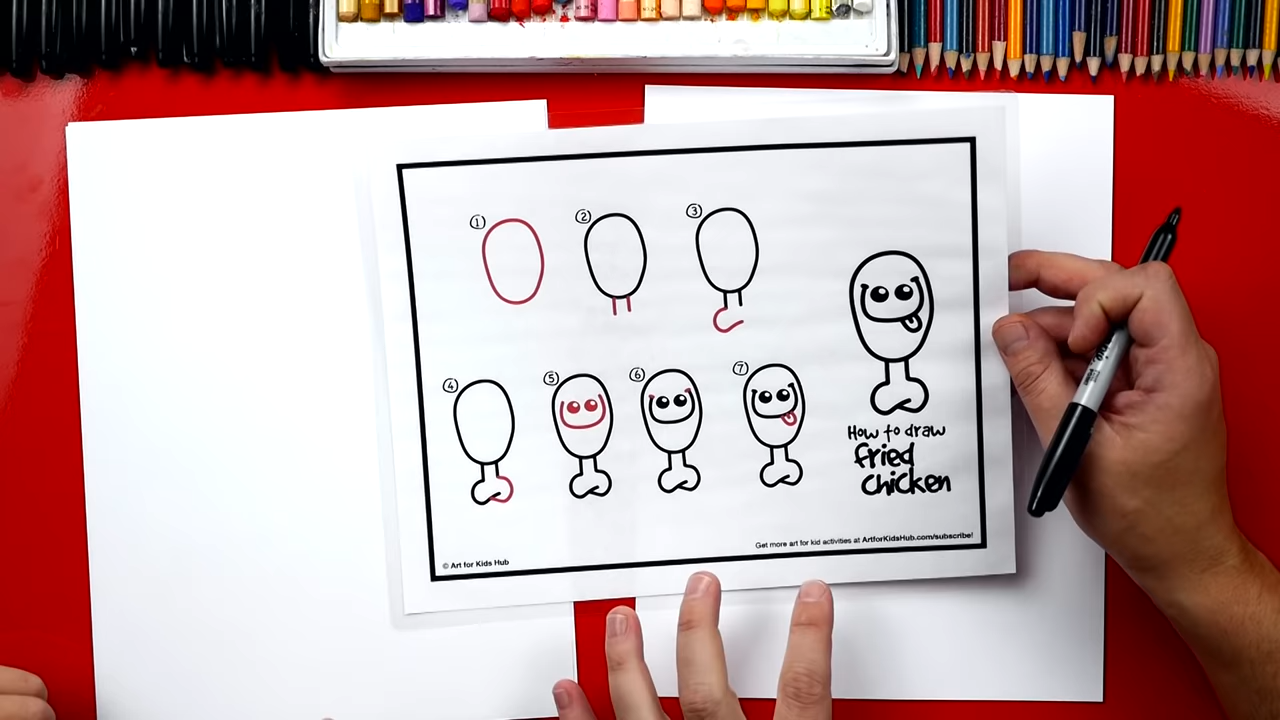 ①
②
③
④
⑤
⑥
⑦
How to draw
fried
chicken
Get more art for kid activities at ArtforKidsHub.com/subscribe!
© Art for Kids Hub